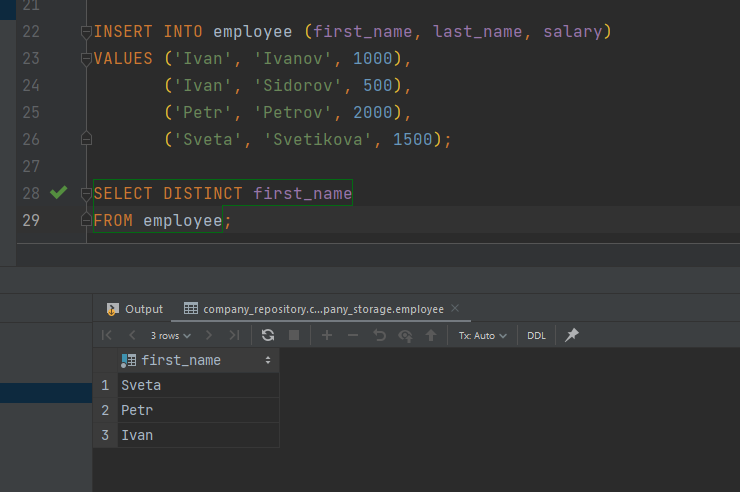 21
22 INSERT INTO employee (first_name, last_name, salary)
23 VALUES ('Ivan', 'Ivanov', 1000),
24 ('Ivan', 'Sidorov', 500),
25 ('Petr', 'Petrov', 2000),
26 ('Sveta', 'Svetikova', 1500);
27
28 SELECT DISTINCT first_name
29 FROM employee;
Output company_repository.c...pany_storage.employee
3 rows Tx: Auto DDL
first_name
1 Sveta
2 Petr
3 Ivan